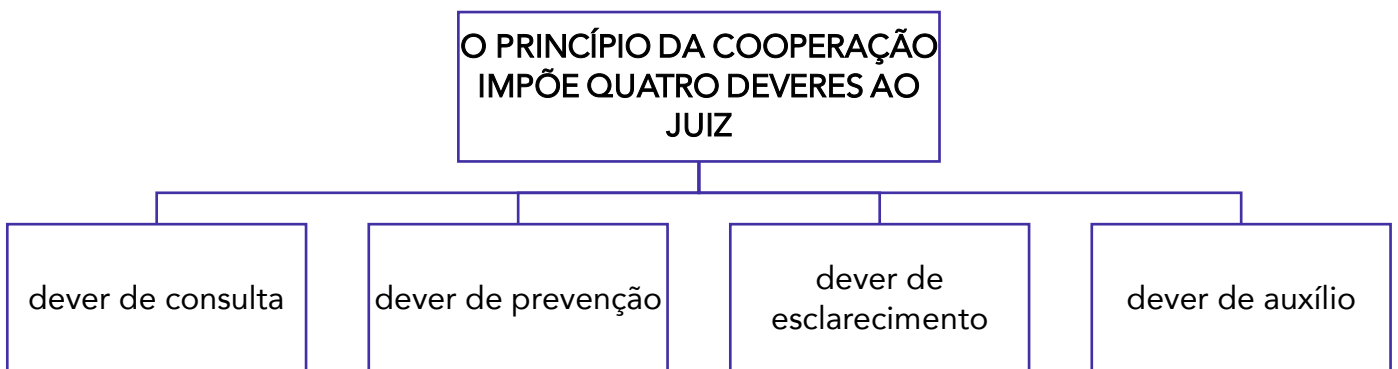 O PRINCÍPIO DA COOPERAÇÃO
IMPÕE QUATRO DEVERES AO
JUIZ
dever de consulta
dever de prevenção
dever de
esclarecimento
dever de auxílio